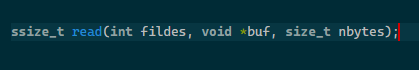 ssize_t read(int fildes, void *buf, size_t nbytes);